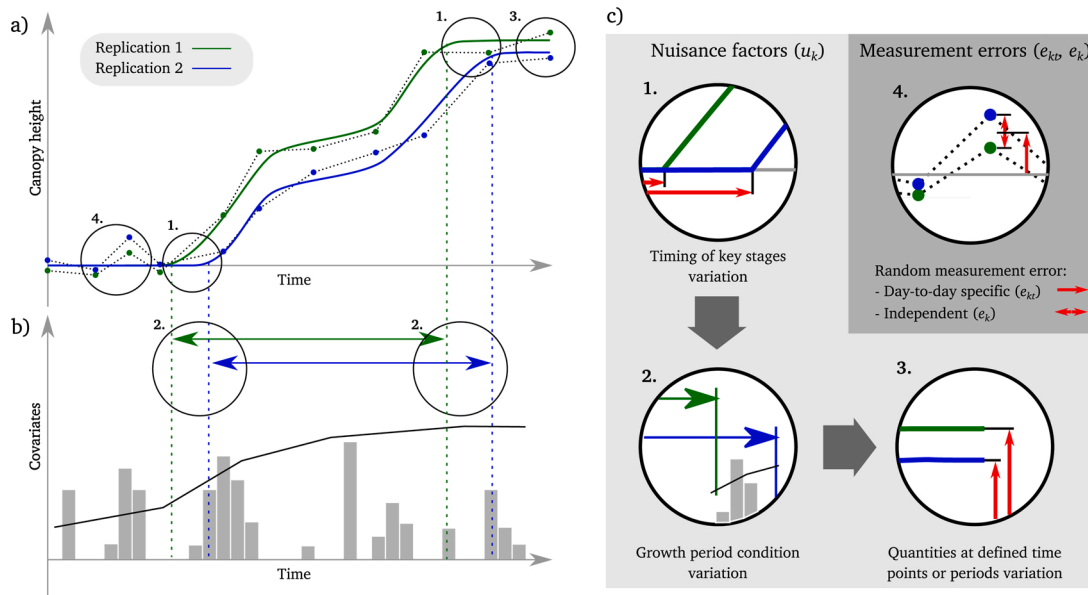 a)
Replication 1
Replication 2
Canopy height
4.
1.
1.
3.
Time
b)
2.
2.
Covariates
Time
c)
Nuisance factors (uk)
Measurement errors (ekt, ek)
1.
Timing of key stages
variation
4.
Random measurement error:
- Day-to-day specific (ekt)
- Independent (ek)
2.
Growth period condition
variation
3.
Quantities at defined time
points or periods variation